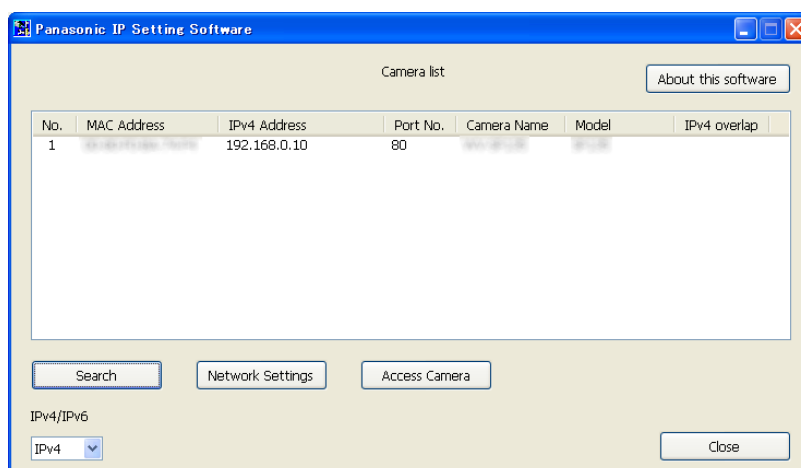 Panasonic IP Setting Software
Camera list
About this software
No. MAC Address IPv4 Address Port No. Camera Name Model IPv4 overlap
1 192.168.0.10 80
Search Network Settings Access Camera
IPv4/IPv6
IPv4
Close